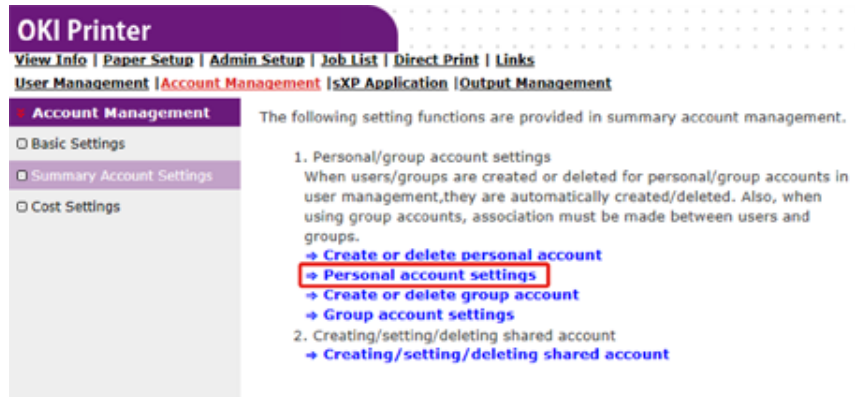 OKI Printer
View Info | Paper Setup | Admin Setup | Job List | Direct Print | Links
User Management |Account Management |sXP Application |Output Management
Account Management
Basic Settings
Summary Account Settings
Cost Settings
The following setting functions are provided in summary account management.
1. Personal/group account settings
When users/groups are created or deleted for personal/group accounts in
user management,they are automatically created/deleted. Also, when
using group accounts, association must be made between users and
groups.
⇒ Create or delete personal account
⇒ Personal account settings
⇒ Create or delete group account
⇒ Group account settings
2. Creating/setting/deleting shared account
⇒ Creating/setting/deleting shared account